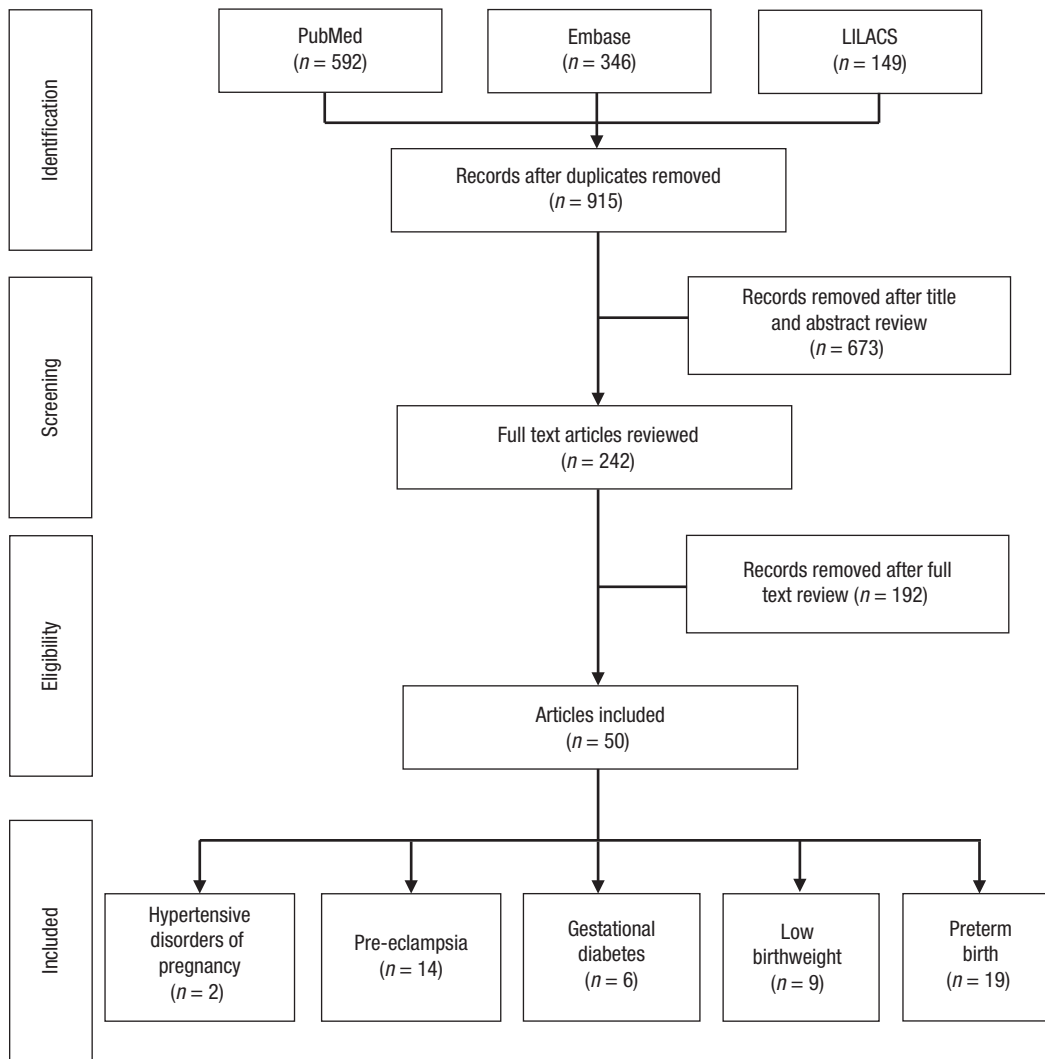 Identification
PubMed
(n = 592)
Embase
(n = 346)
LILACS
(n = 149)
Records after duplicates removed
(n = 915)
Screening
Records removed after title
and abstract review
(n = 673)
Full text articles reviewed
(n = 242)
Eligibility
Records removed after full
text review (n = 192)
Articles included
(n = 50)
Included
Hypertensive
disorders of
pregnancy
(n = 2)
Pre-eclampsia
(n = 14)
Gestational
diabetes
(n = 6)
Low
birthweight
(n = 9)
Preterm
birth
(n = 19)